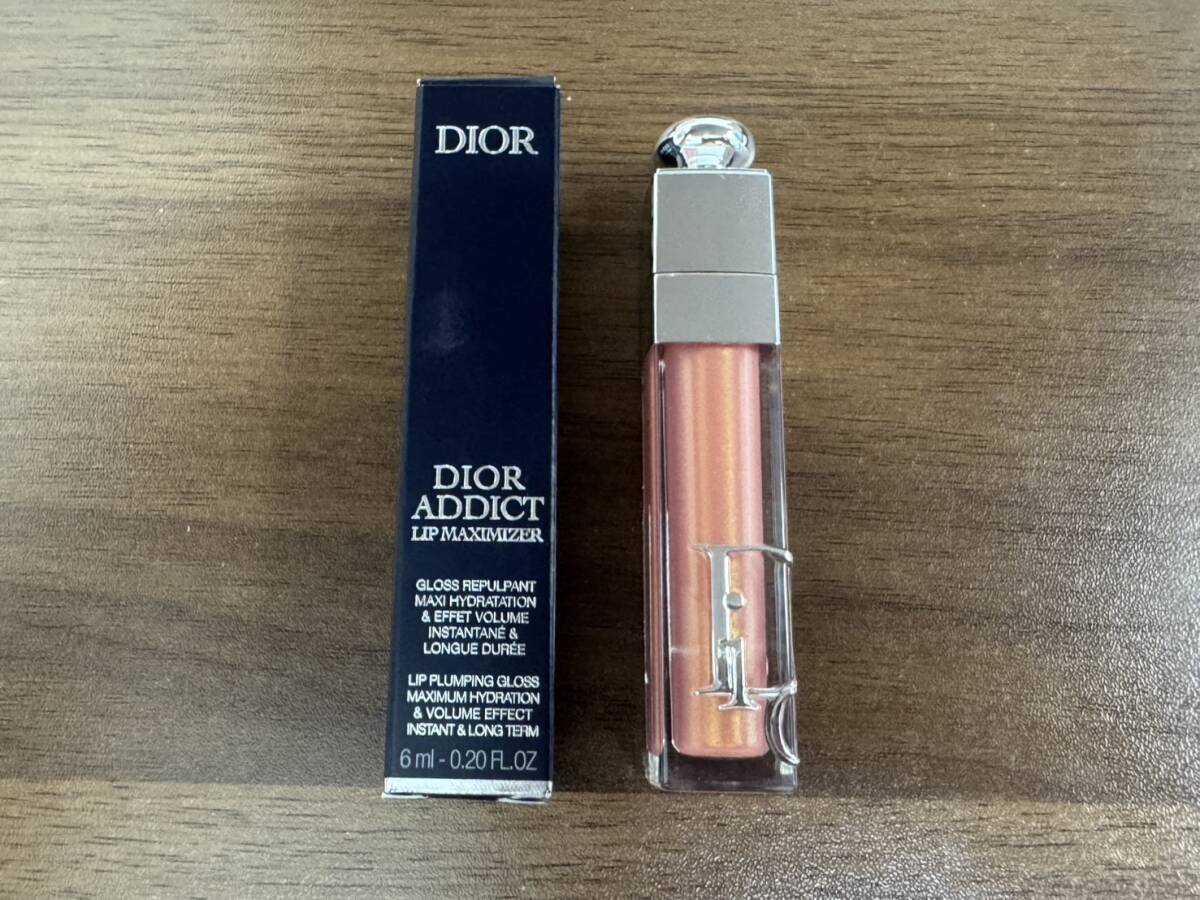 DIOR
DIOR
ADDICT
LIP MAXIMIZER
GLOSS REPULPANT
MAXI HYDRATATION
& EFFET VOLUME
INSTANTANÉ &
LONGUE DURÉE
LIP PLUMPING GLOSS
MAXIMUM HYDRATION
& VOLUME EFFECT
INSTANT & LONG TERM
6 ml - 0.20 FL.OZ